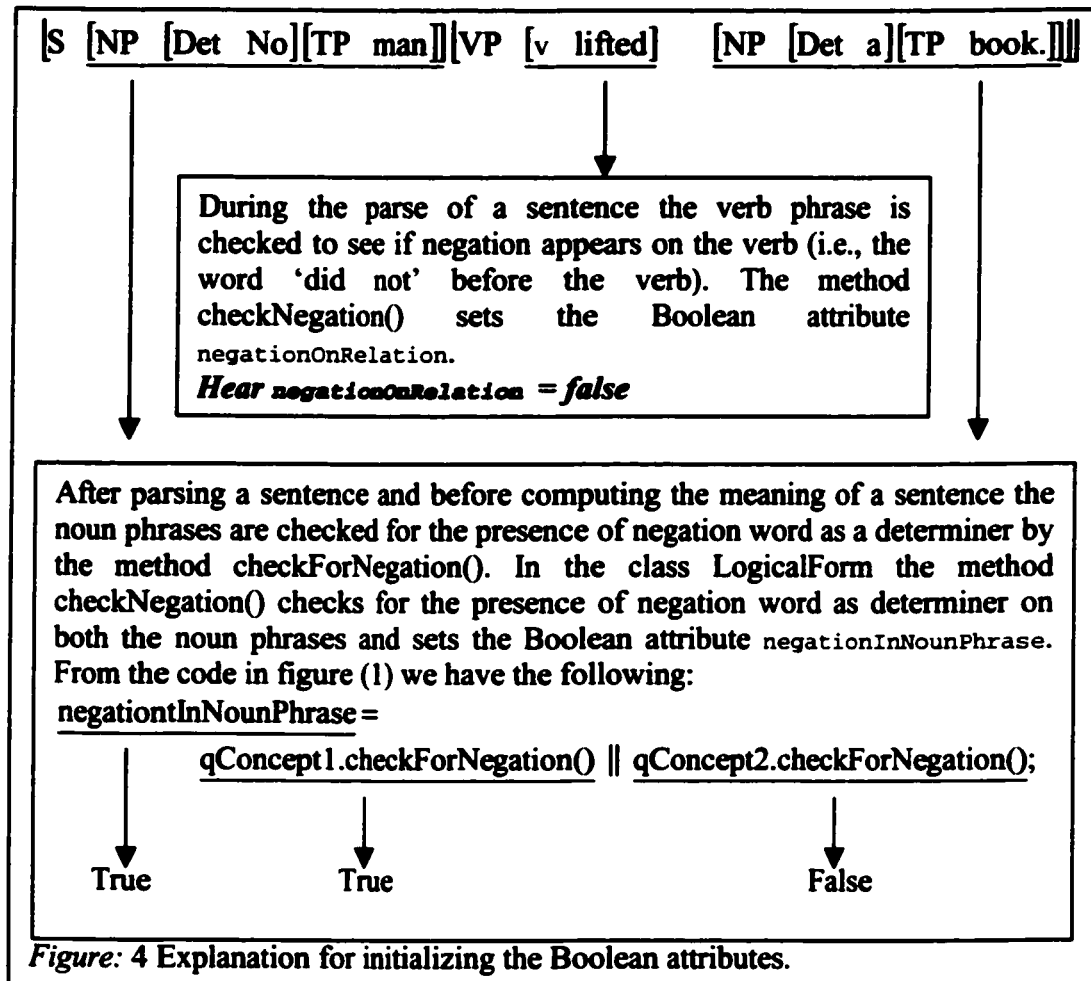 [S [NP [Det No][TP man]][VP [v lifted] [NP [Det a][TP book.]]]]
During the parse of a sentence the verb phrase is
checked to see if negation appears on the verb (i.e., the
word ‘did not’ before the verb). The method
checkNegation() sets the Boolean attribute
negationOnRelation.
Hear negationOnRelation = false
After parsing a sentence and before computing the meaning of a sentence the
noun phrases are checked for the presence of negation word as a determiner by
the method checkForNegation(). In the class LogicalForm the method
checkNegation() checks for the presence of negation word as determiner on
both the noun phrases and sets the Boolean attribute negationInNounPhrase.
From the code in figure (1) we have the following:
negationtInNounPhrase =
qConcept1.checkForNegation() || qConcept2.checkForNegation();
True True False
Figure: 4 Explanation for initializing the Boolean attributes.